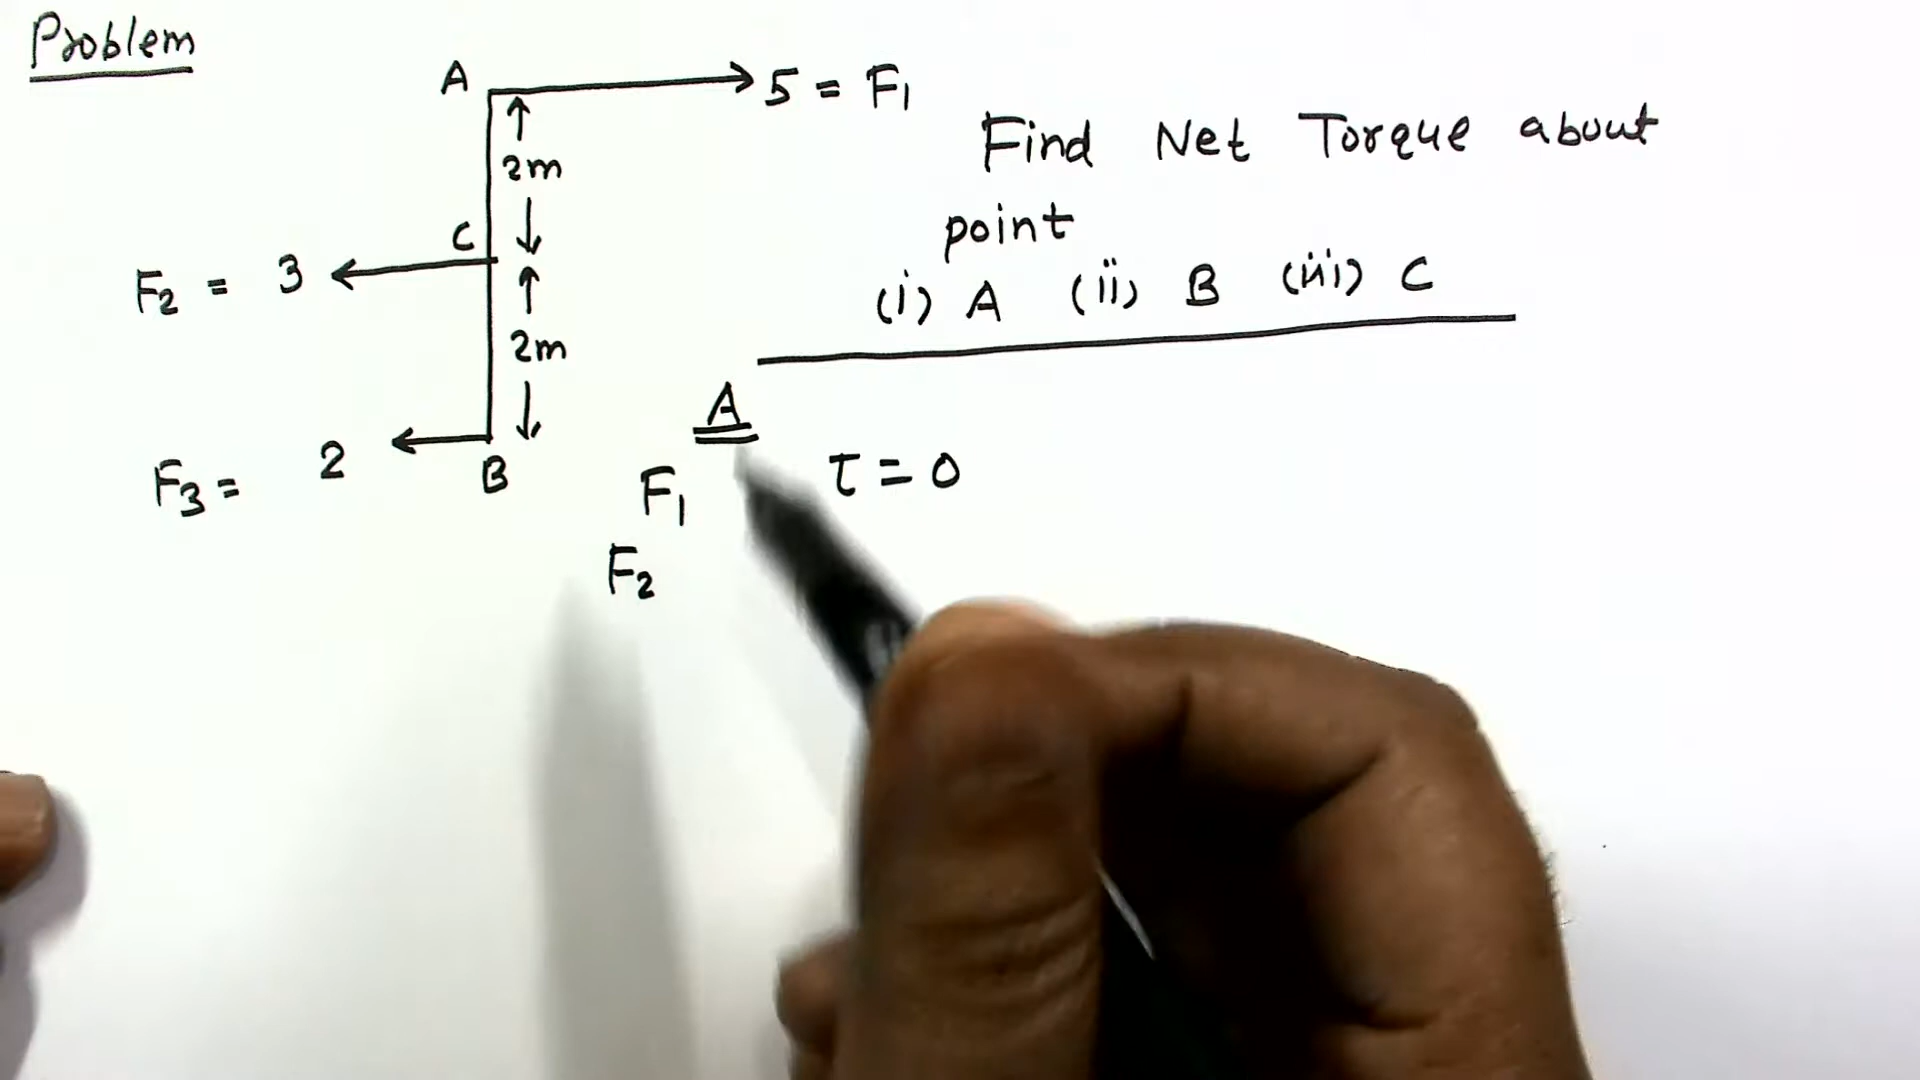 Problem
A
5 = F1
2m
Find Net Torque about
point
(i) A (ii) B (iii) C
C
F2 = 3
2m
A
F3 = 2
B
F1 τ = 0
F2